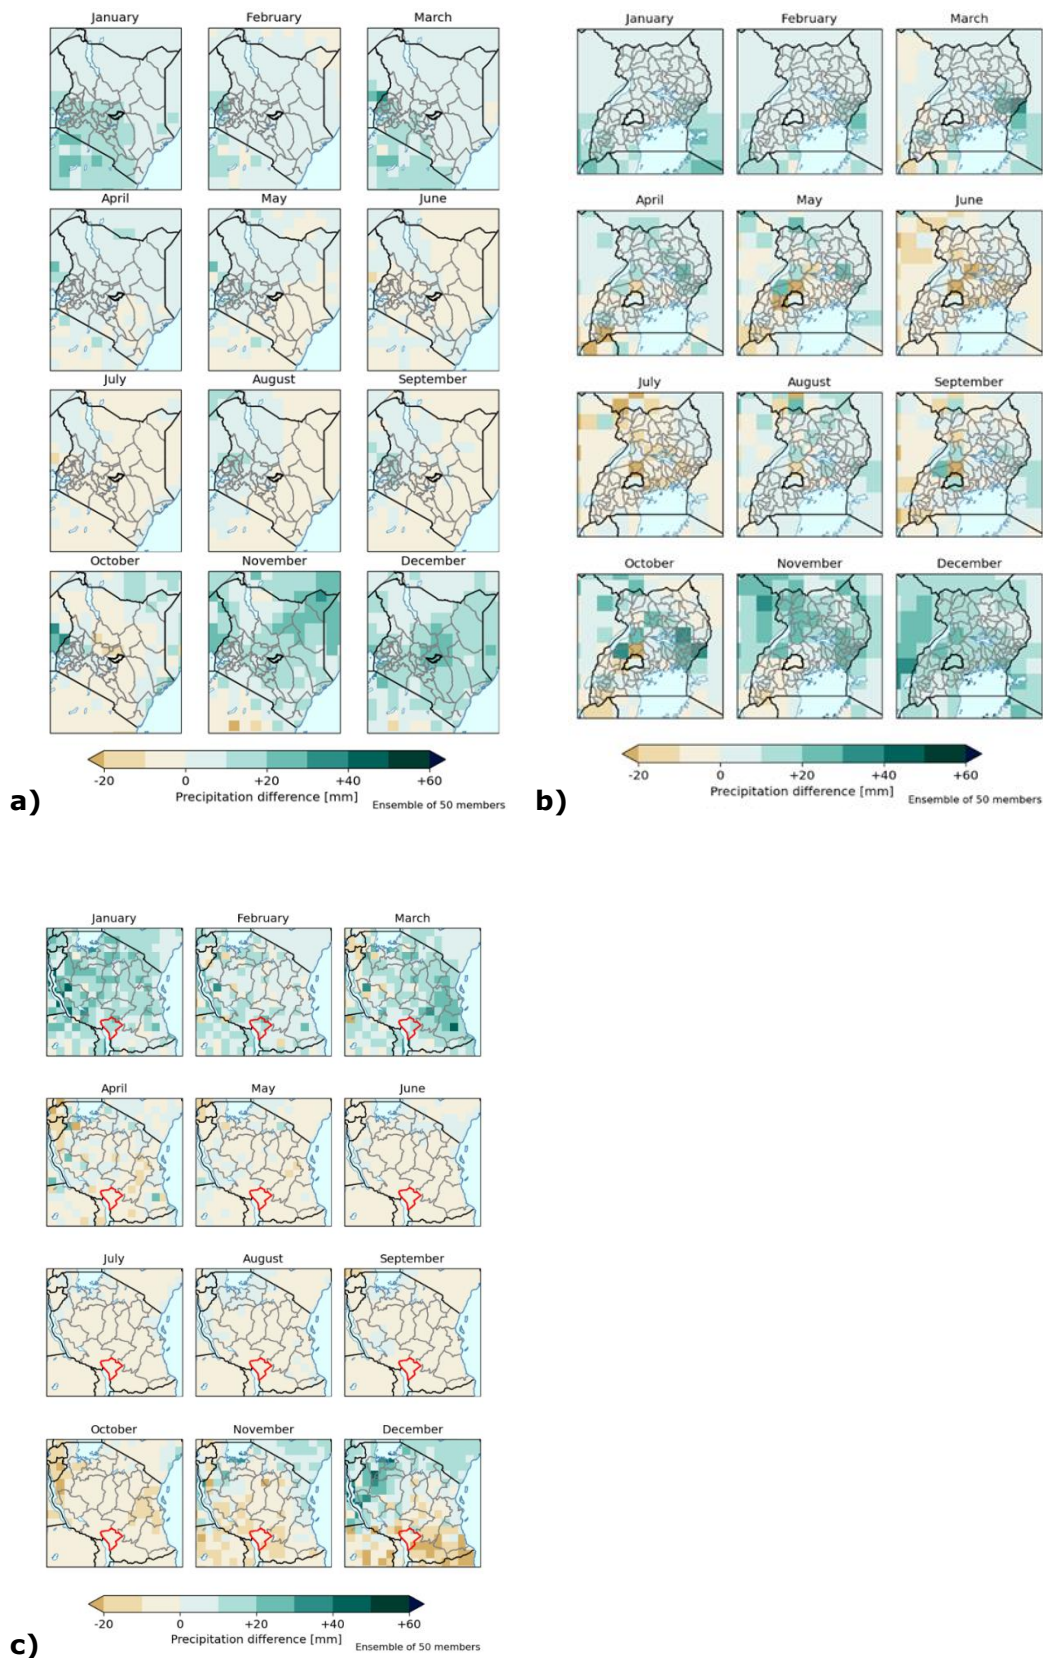 January February March
April May June
July August September
October November December
-20 0 +20 +40 +60
Precipitation difference [mm]
Ensemble of 50 members
a)
January February March
April May June
July August September
October November December
-20 0 +20 +40 +60
Precipitation difference [mm]
Ensemble of 50 members
b)
January February March
April May June
July August September
October November December
-20 0 +20 +40 +60
Precipitation difference [mm]
Ensemble of 50 members
c)